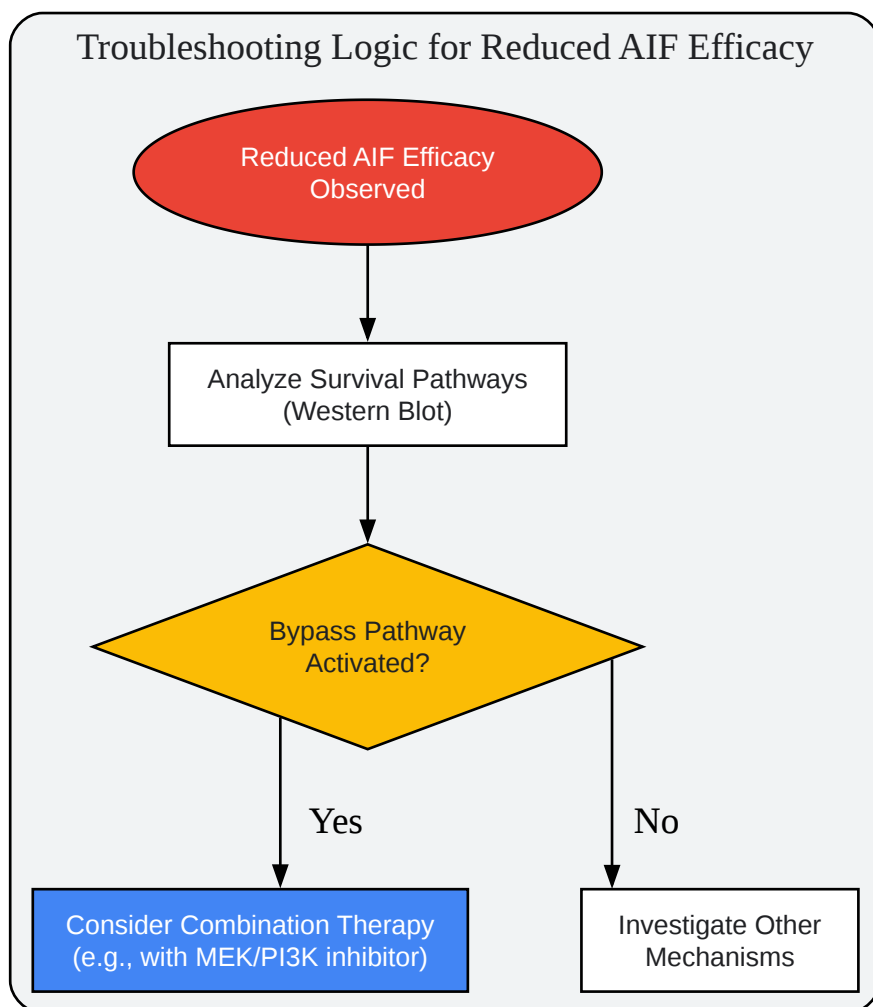 Troubleshooting Logic for Reduced AIF Efficacy
Reduced AIF Efficacy
Observed
Analyze Survival Pathways
(Western Blot)
Bypass Pathway
Activated?
Yes
No
Consider Combination Therapy
(e.g., with MEK/PI3K inhibitor)
Investigate Other
Mechanisms